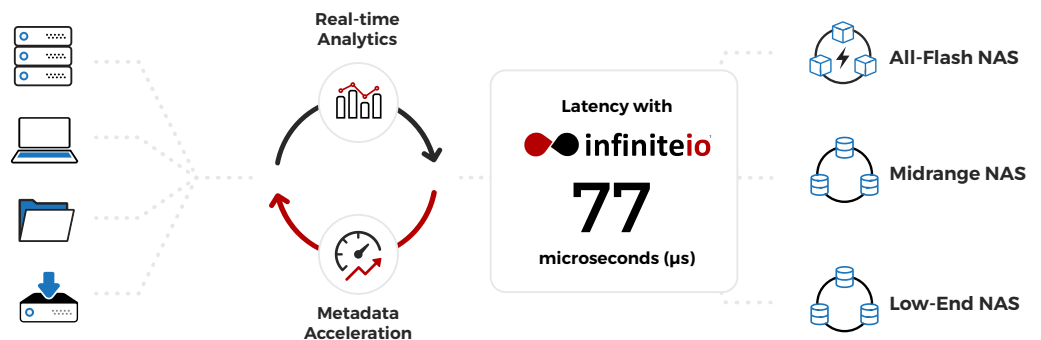 Real-time
Analytics
Metadata
Acceleration
Latency with
infiniteio
77
microseconds (µs)
All-Flash NAS
Midrange NAS
Low-End NAS